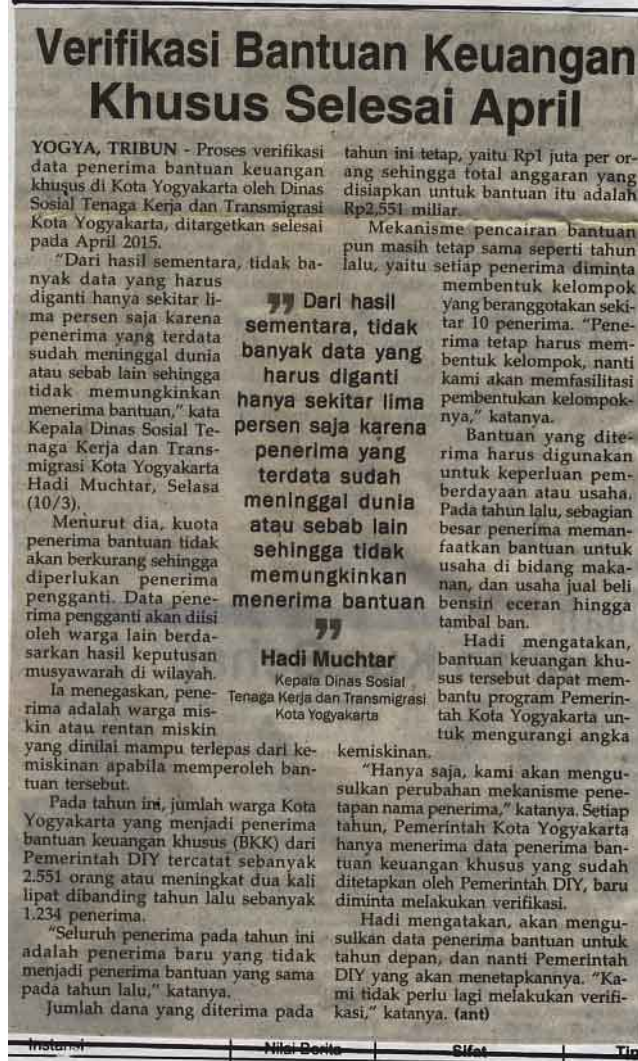 Verifikasi Bantuan Keuangan
Khusus Selesai April
YOGYA, TRIBUN - Proses verifikasi
data penerima bantuan keuangan
khusus di Kota Yogyakarta oleh Dinas
Sosial Tenaga Kerja dan Transmigrasi
Kota Yogyakarta, ditargetkan selesai
pada April 2015.
"Dari hasil sementara, tidak ba-
nyak data yang harus
diganti hanya sekitar li-
ma persen saja karena
penerima yang terdata
sudah meninggal dunia
atau sebab lain sehingga
tidak memungkinkan
menerima bantuan," kata
Kepala Dinas Sosial Te-
naga Kerja dan Trans-
migrasi Kota Yogyakarta
Hadi Muchtar, Selasa
(10/3).
Menurut dia, kuota
penerima bantuan tidak
akan berkurang sehingga
diperlukan penerima
pengganti. Data pene-
rima pengganti akan diisi
oleh warga lain berda-
sarkan hasil keputusan
musyawarah di wilayah.
Ia menegaskan, pene-
rima adalah warga mis-
kin atau rentan miskin
yang dinilai mampu terlepas dari ke-
miskinan apabila memperoleh ban-
tuan tersebut.
Pada tahun ini, jumlah warga Kota
Yogyakarta yang menjadi penerima
bantuan keuangan khusus (BKK) dari
Pemerintah DIY tercatat sebanyak
2.551 orang atau meningkat dua kali
lipat dibanding tahun lalu sebanyak
1.234 penerima.
"Seluruh penerima pada tahun ini
adalah penerima baru yang tidak
menjadi penerima bantuan yang sama
pada tahun lalu," katanya.
Jumlah dana yang diterima pada
tahun ini tetap, yaitu Rp1 juta per or-
ang sehingga total anggaran yang
disiapkan untuk bantuan itu adalah
Rp2,551 miliar.
Mekanisme pencairan bantuan
pun masih tetap sama seperti tahun
lalu, yaitu setiap penerima diminta
membentuk kelompok
yang beranggotakan seki-
tar 10 penerima. "Pene-
rima tetap harus mem-
bentuk kelompok, nanti
kami akan memfasilitasi
pembentukan kelompok-
nya," katanya.
Bantuan yang dite-
rima harus digunakan
untuk keperluan pem-
berdayaan atau usaha.
Pada tahun lalu, sebagian
besar penerima meman-
faatkan bantuan untuk
usaha di bidang maka-
nan, dan usaha jual beli
bensin eceran hingga
tambal ban.
Hadi mengatakan,
bantuan keuangan khu-
sus tersebut dapat mem-
bantu program Pemerin-
tah Kota Yogyakarta un-
tuk mengurangi angka
kemiskinan.
"Hanya saja, kami akan mengu-
sulkan perubahan mekanisme pene-
tapan nama penerima," katanya. Setiap
tahun, Pemerintah Kota Yogyakarta
hanya menerima data penerima ban-
tuan keuangan khusus yang sudah
ditetapkan oleh Pemerintah DIY, baru
diminta melakukan verifikasi.
Hadi mengatakan, akan mengu-
sulkan data penerima bantuan untuk
tahun depan, dan nanti Pemerintah
DIY yang akan menetapkannya. "Ka-
mi tidak perlu lagi melakukan verifi-
kasi," katanya. (ant)
" Dari hasil
sementara, tidak
banyak data yang
harus diganti
hanya sekitar lima
persen saja karena
penerima yang
terdata sudah
meninggal dunia
atau sebab lain
sehingga tidak
memungkinkan
menerima bantuan
"
Hadi Muchtar
Kepala Dinas Sosial
Tenaga Kerja dan Transmigrasi
Kota Yogyakarta
Instansi Nilai Berita Sifat